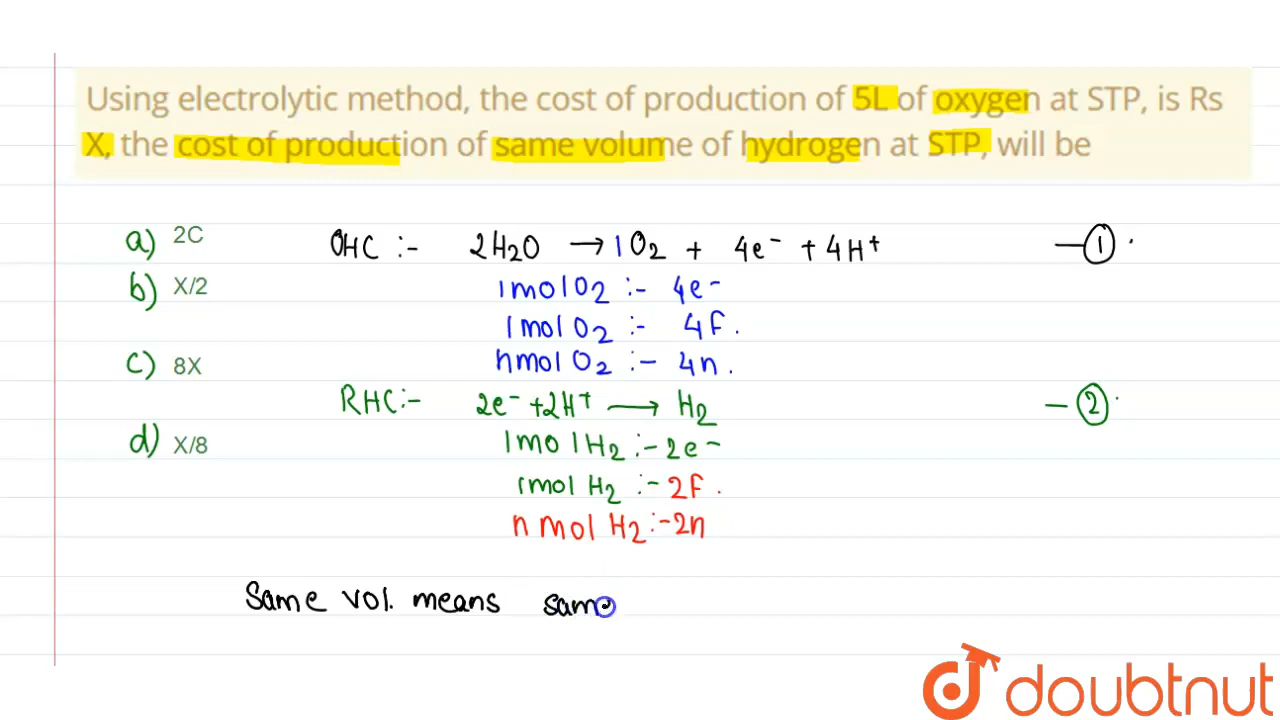 Using electrolytic method, the cost of production of 5L of oxygen at STP, is Rs
X, the cost of production of same volume of hydrogen at STP, will be
a) 2C
OHC :- 2H2O → 1O2 + 4e- + 4H+ -①.
b) X/2
1mol O2 :- 4e-
1mol O2 :- 4F.
c) 8X
nmol O2 :- 4n.
RHC:- 2e- +2H+ → H2 -②.
d) X/8
1mol H2 :- 2e-
1mol H2 :- 2F.
n mol H2 :- 2n
Same vol. means same
doubtnut